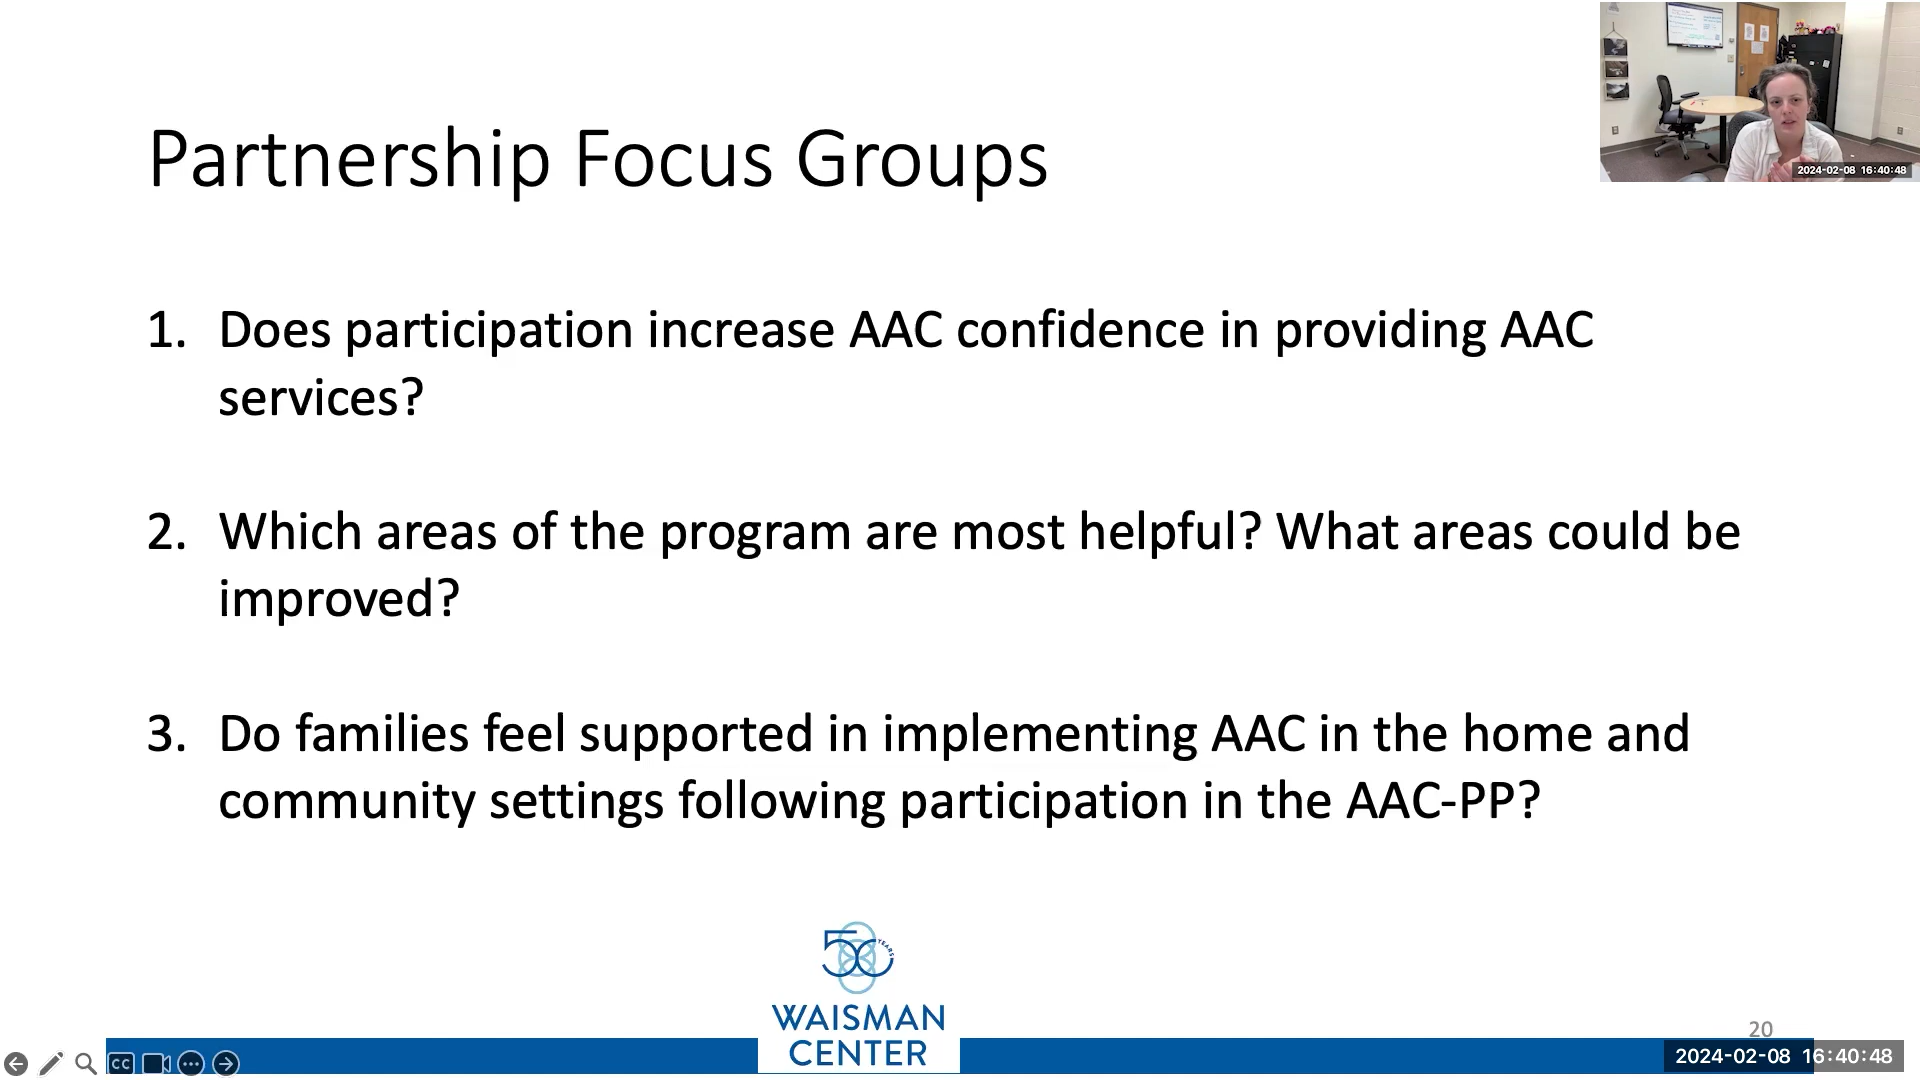 2024-02-08 16:40:48
Partnership Focus Groups
1. Does participation increase AAC confidence in providing AAC
services?
2. Which areas of the program are most helpful? What areas could be
improved?
3. Do families feel supported in implementing AAC in the home and
community settings following participation in the AAC-PP?
50 YEARS
WAISMAN
CENTER
20
CC
2024-02-08 16:40:48